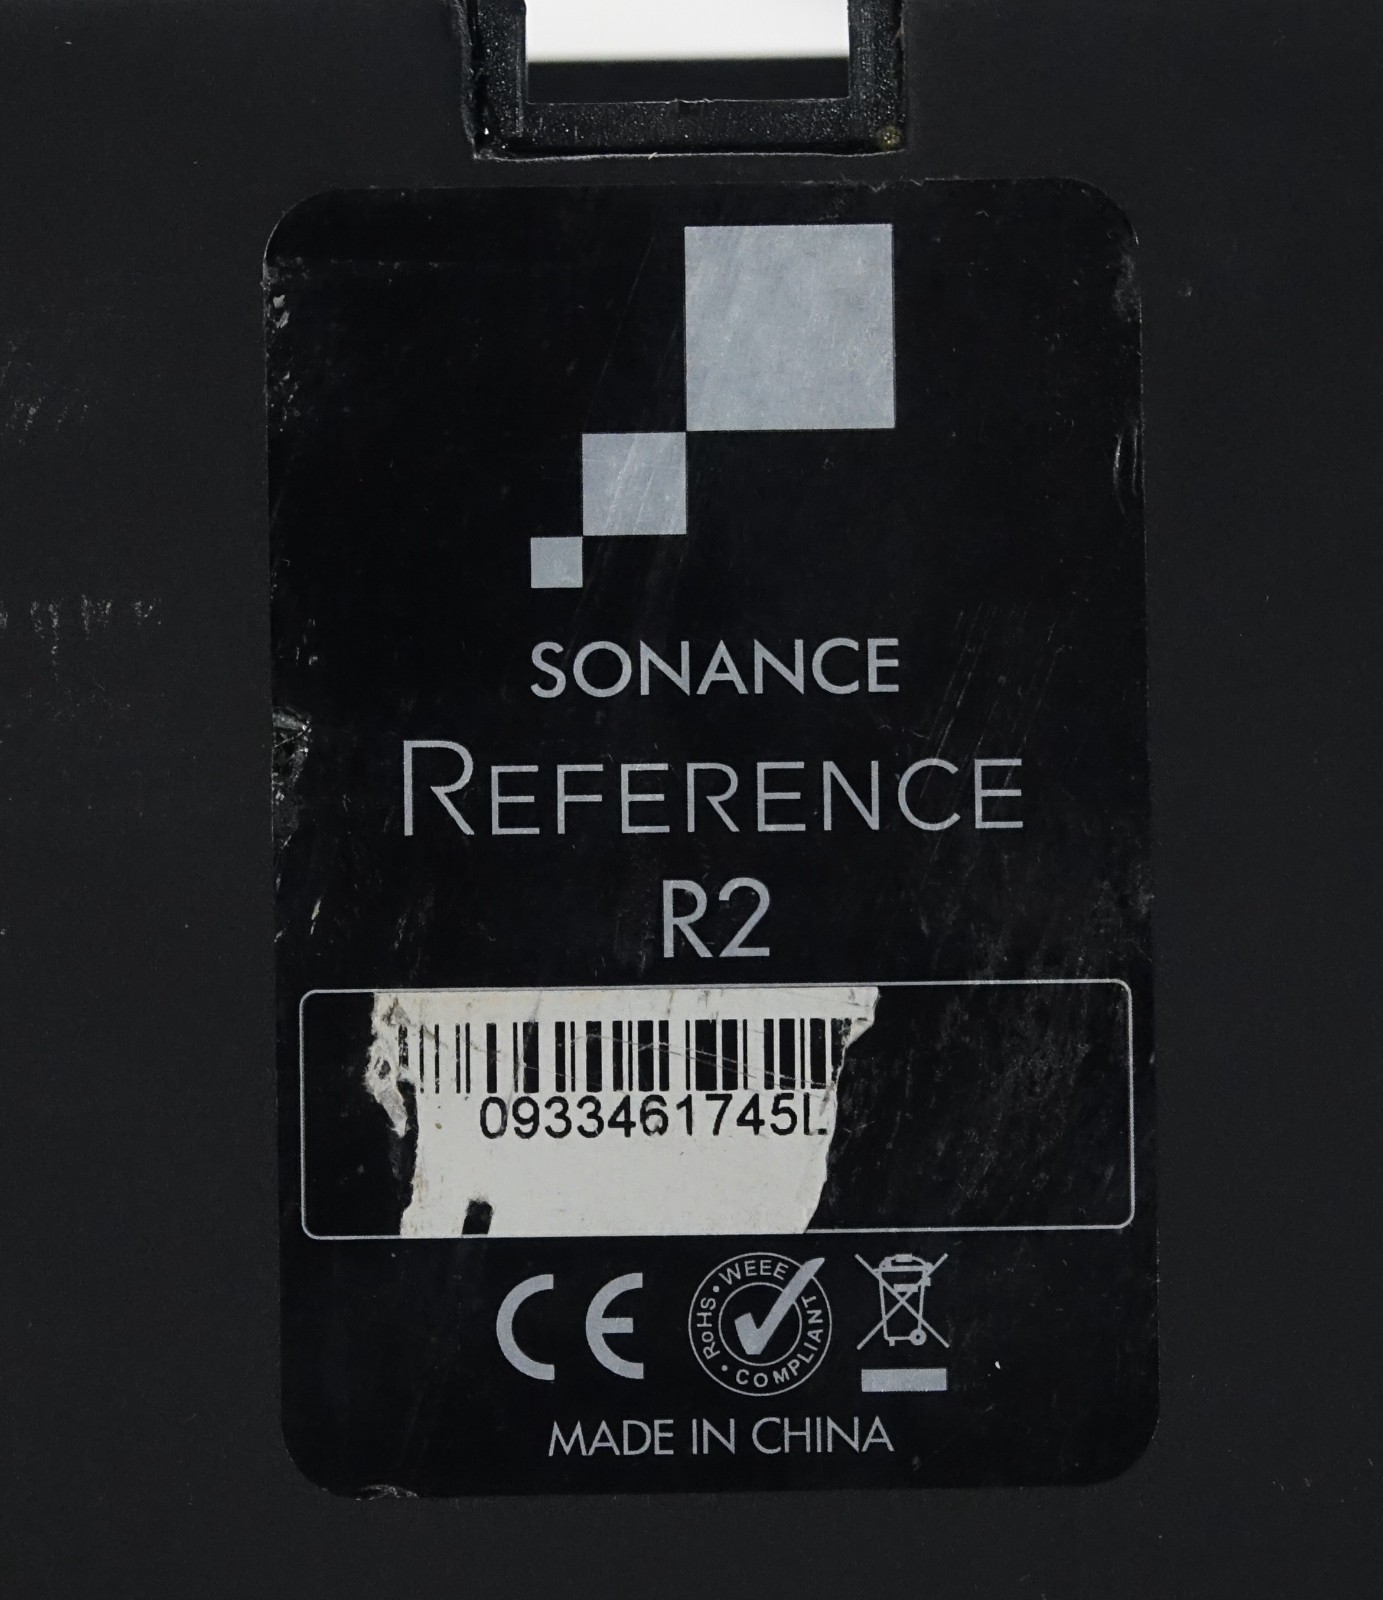 SONANCE
REFERENCE
R2
0933461745L
CE
RoHS • WEEE • COMPLIANT
MADE IN CHINA